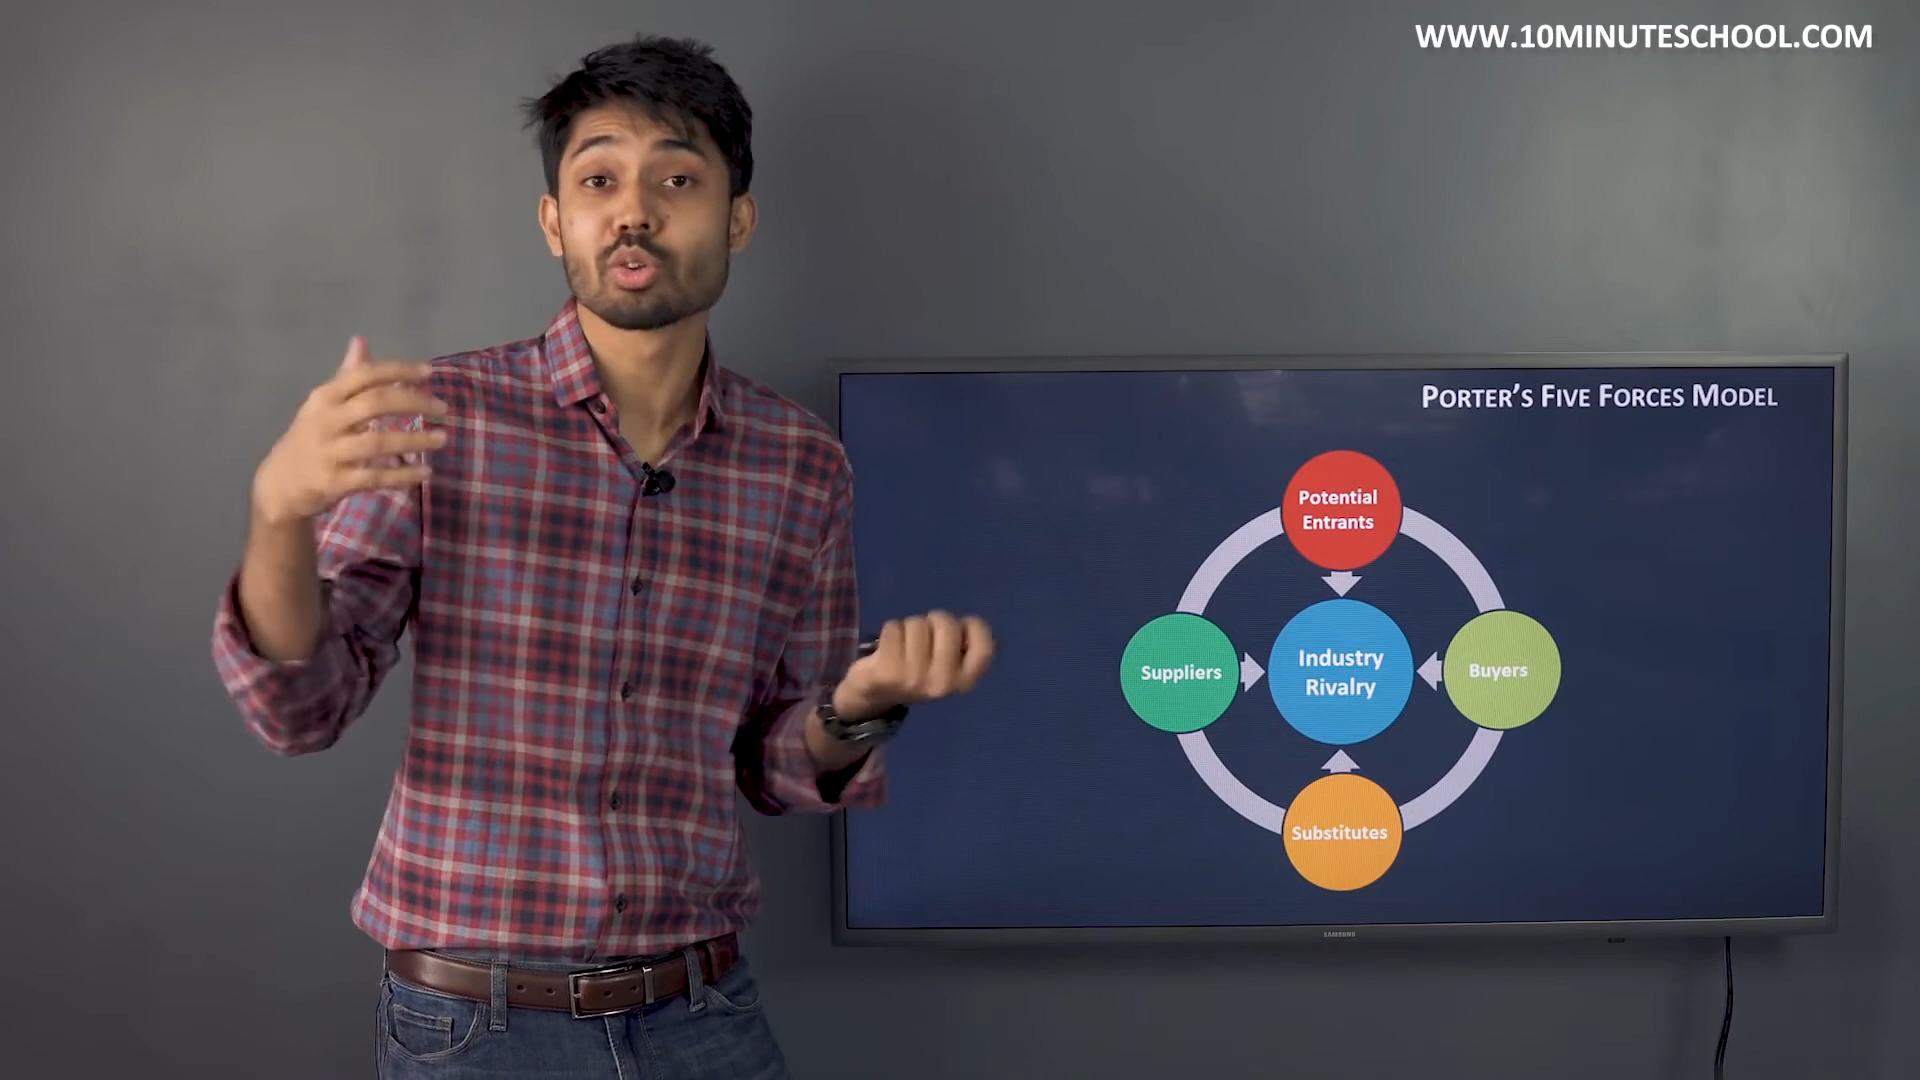 WWW.10MINUTESCHOOL.COM
PORTER'S FIVE FORCES MODEL
Potential
Entrants
Suppliers
Industry
Rivalry
Buyers
Substitutes
SAMSUNG